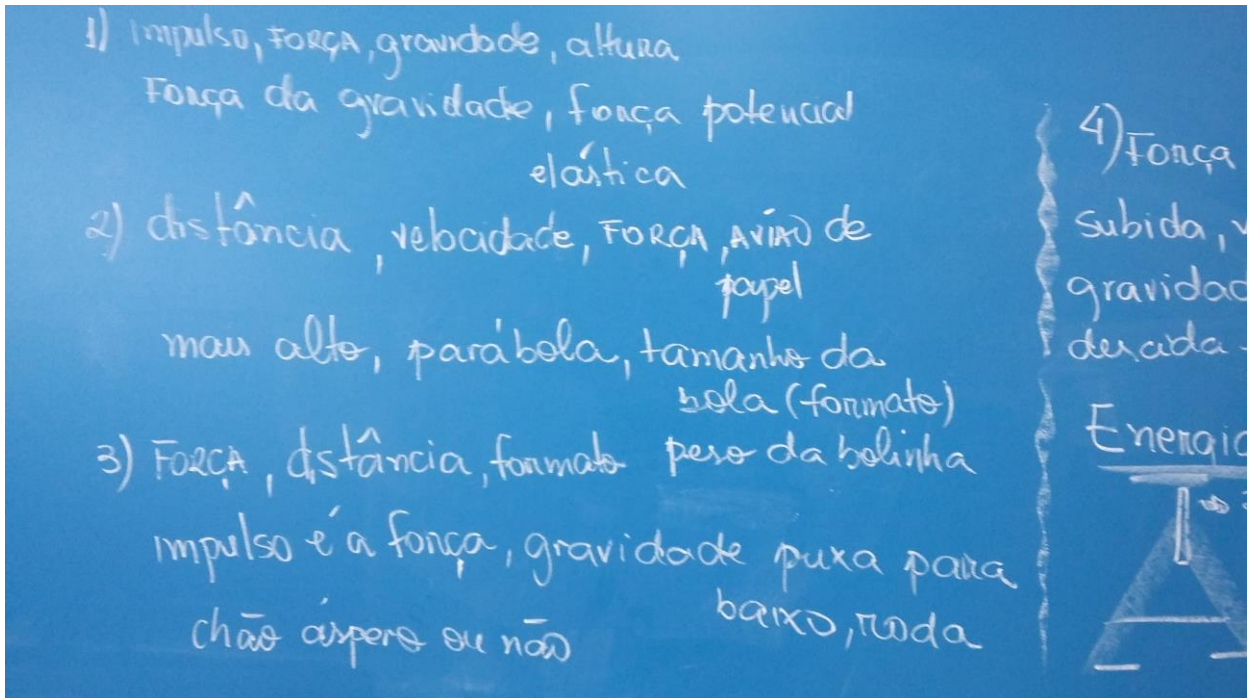 1) Impulso, FORÇA, gravidade, altura
Força da gravidade, força potencial
elástica
2) distância, velocidade, FORÇA, AVIÃO de
papel
mais alto, parábola, tamanho da
bola (formato)
3) FORÇA, distância, formato peso da bolinha
impulso é a força, gravidade puxa para
baixo, roda
chão áspero ou não
4) Força
subida, v
gravidad
descida
Energia